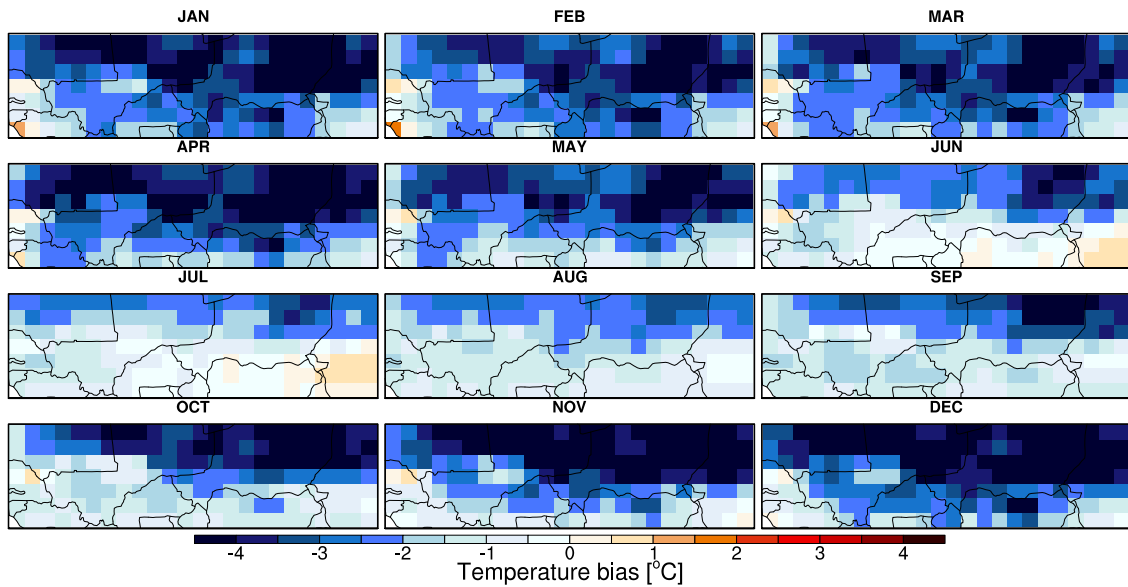 JAN FEB MAR
APR MAY JUN
JUL AUG SEP
OCT NOV DEC
-4 -3 -2 -1 0 1 2 3 4
Temperature bias [°C]